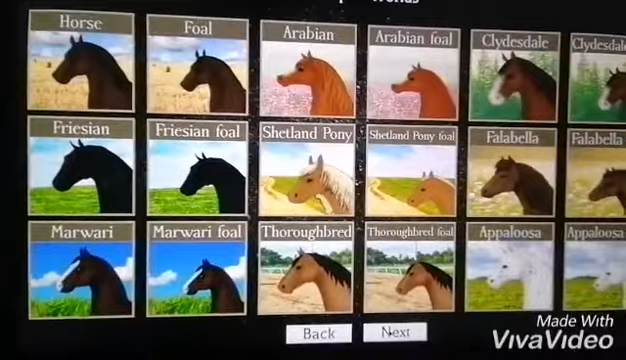 Horse
Foal
Arabian
Arabian foal
Clydesdale
Clydesdale
Friesian
Friesian foal
Shetland Pony
Shetland Pony foal
Falabella
Falabella
Marwari
Marwari foal
Thoroughbred
Thoroughbred foal
Appaloosa
Appaloosa
Back
Next
Made With
VivaVideo